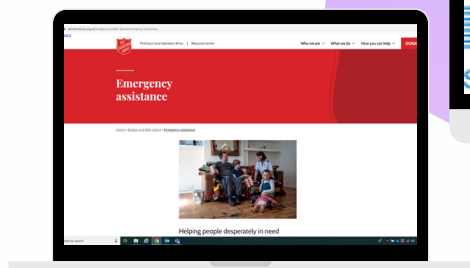 Find your local Salvation Army | Resource centre
Who we are What we do How you can help DONA
Emergency
assistance
Home > Budget and debt advice > Emergency assistance
Helping people desperately in need